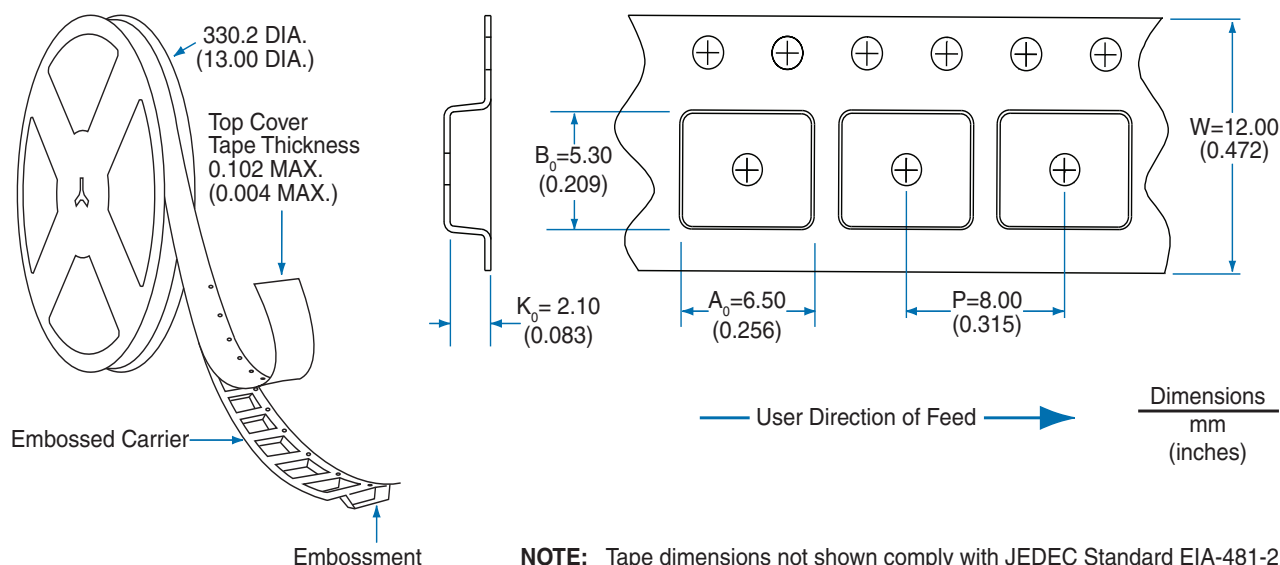 330.2 DIA.
(13.00 DIA.)
Top Cover
Tape Thickness
0.102 MAX.
(0.004 MAX.)
B₀=5.30
(0.209)
W=12.00
(0.472)
K₀= 2.10
(0.083)
A₀=6.50
(0.256)
P=8.00
(0.315)
User Direction of Feed
Dimensions
mm
(inches)
Embossed Carrier
Embossment
NOTE: Tape dimensions not shown comply with JEDEC Standard EIA-481-2